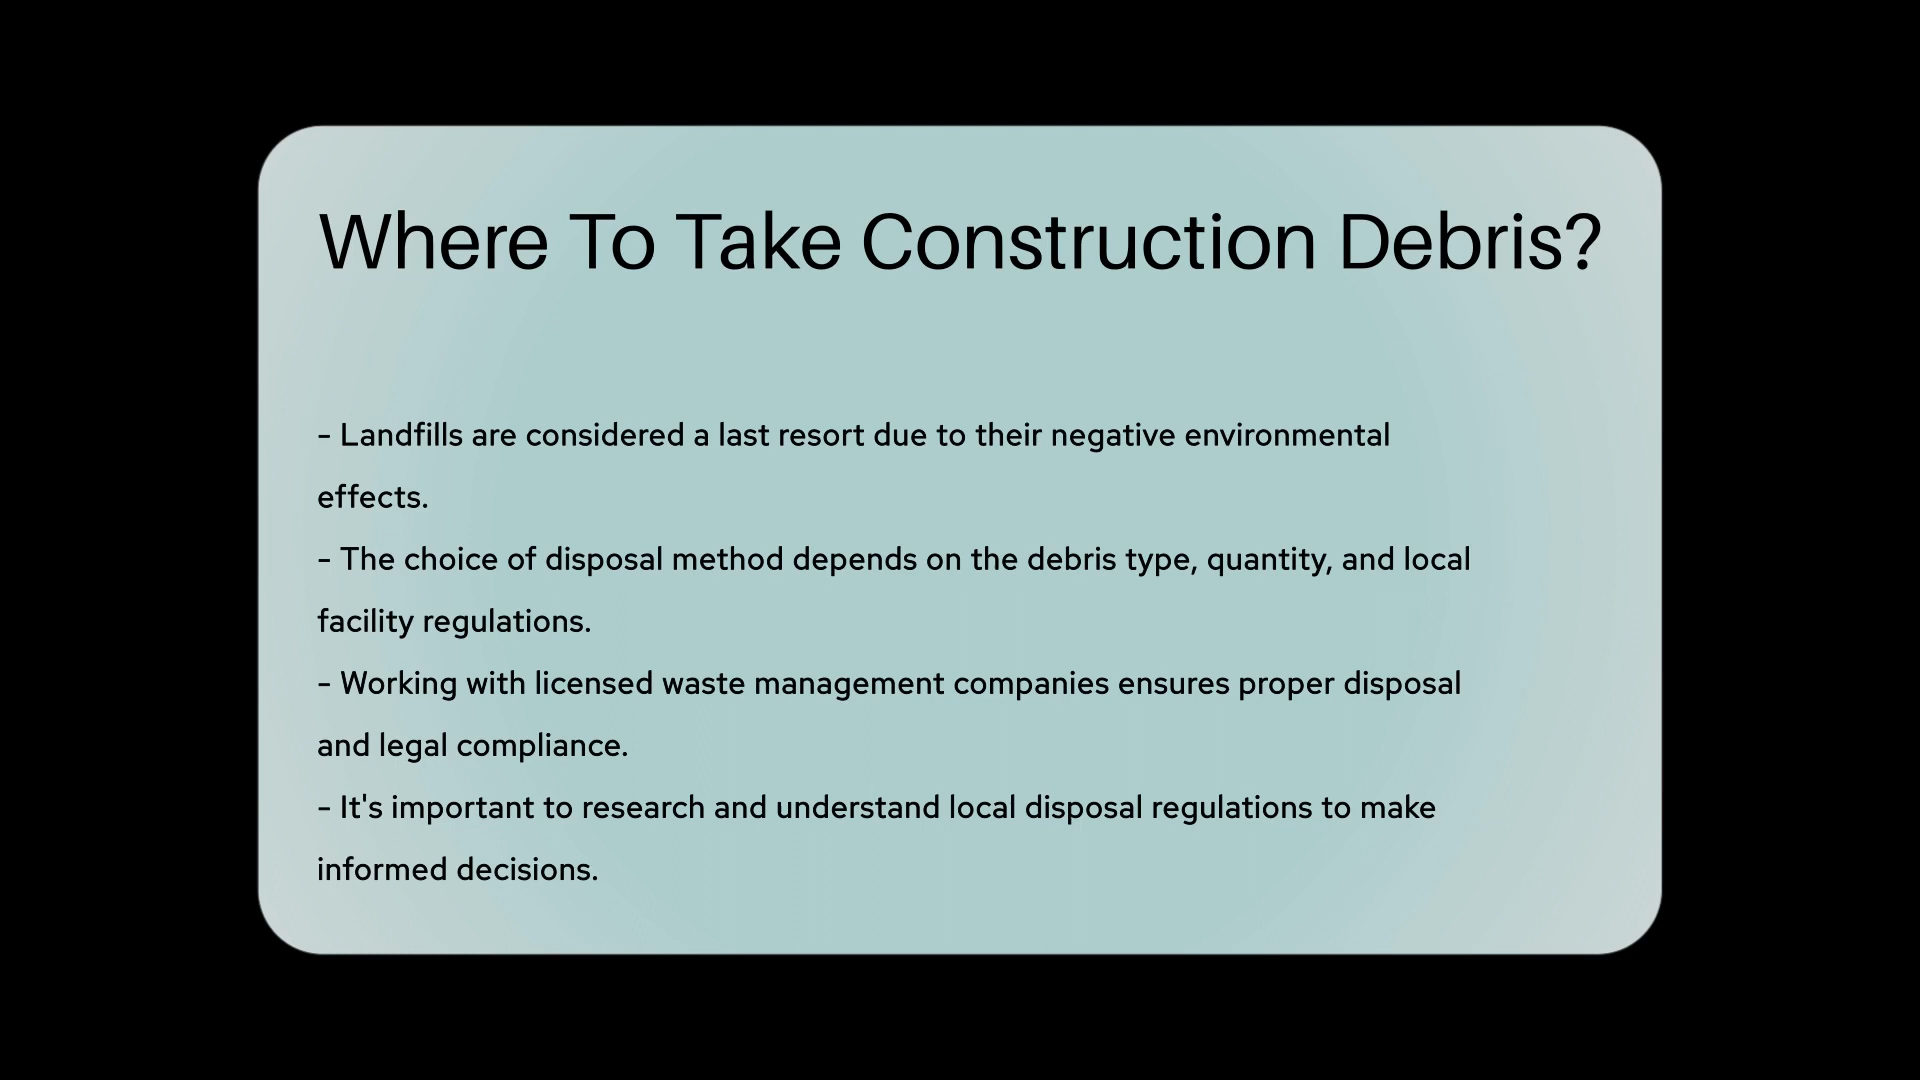 Where To Take Construction Debris?
- Landfills are considered a last resort due to their negative environmental
effects.
- The choice of disposal method depends on the debris type, quantity, and local
facility regulations.
- Working with licensed waste management companies ensures proper disposal
and legal compliance.
- It's important to research and understand local disposal regulations to make
informed decisions.